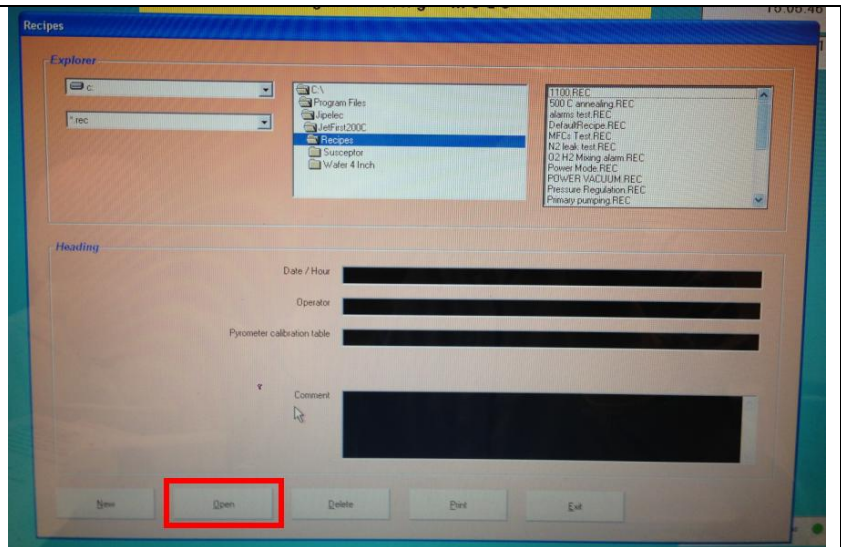 Recipes
Explorer
c:
*.rec
C:\
Program Files
Jipelec
JetFirst200C
Recipes
Susceptor
Wafer 4 Inch
1100.REC
500 C annealing.REC
alarms test.REC
DefaultRecipe.REC
MFCs Test.REC
N2 leak test.REC
O2 H2 Mixing alarm.REC
Power Mode.REC
POWER VACUUM.REC
Pressure Regulation.REC
Primary pumping.REC
Heading
Date / Hour
Operator
Pyrometer calibration table
Comment
New
Open
Delete
Print
Exit